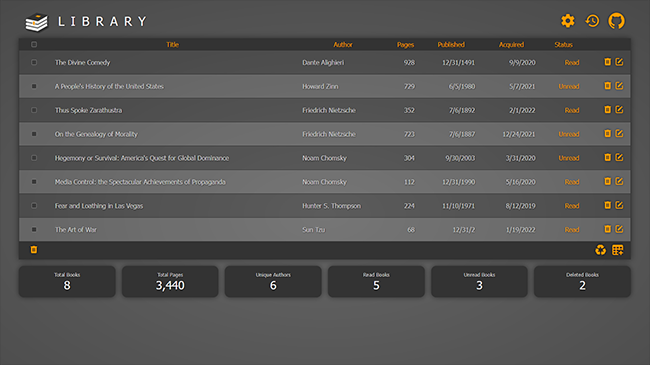 LIBRARY
Title Author Pages Published Acquired Status
The Divine Comedy Dante Alighieri 928 12/31/1491 9/9/2020 Read
A People's History of the United States Howard Zinn 729 6/5/1980 5/7/2021 Unread
Thus Spoke Zarathustra Friedrich Nietzsche 352 7/6/1892 2/1/2022 Read
On the Genealogy of Morality Friedrich Nietzsche 723 7/6/1887 12/24/2021 Unread
Hegemony or Survival: America's Quest for Global Dominance Noam Chomsky 304 9/30/2003 3/31/2020 Unread
Media Control: the Spectacular Achievements of Propaganda Noam Chomsky 112 12/31/1990 5/16/2020 Read
Fear and Loathing in Las Vegas Hunter S. Thompson 224 11/10/1971 8/12/2019 Read
The Art of War Sun Tzu 68 12/31/2 1/19/2022 Read
Total Books Total Pages Unique Authors Read Books Unread Books Deleted Books
8 3,440 6 5 3 2